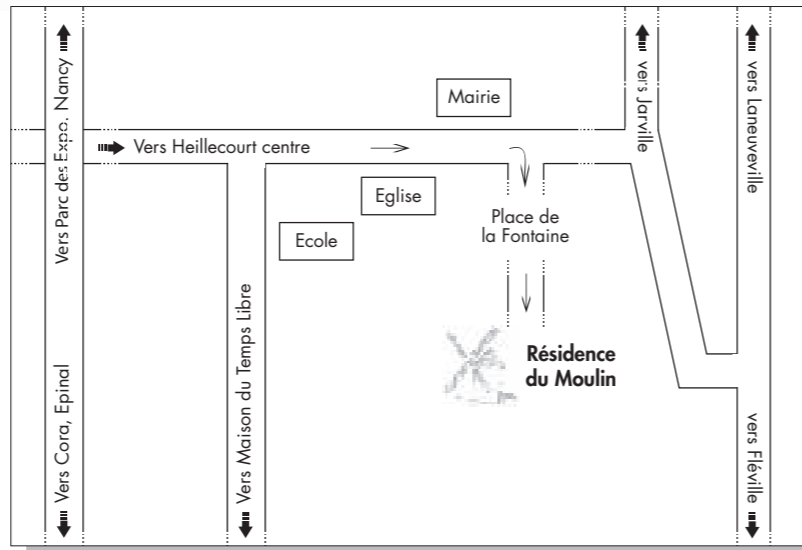 Vers Parc des Expo. Nancy
Vers Cora, Epinal
Vers Heillecourt centre
Vers Maison du Temps Libre
Mairie
Eglise
Ecole
Place de
la Fontaine
Résidence
du Moulin
vers Jarville
vers Laneuveville
vers Fléville